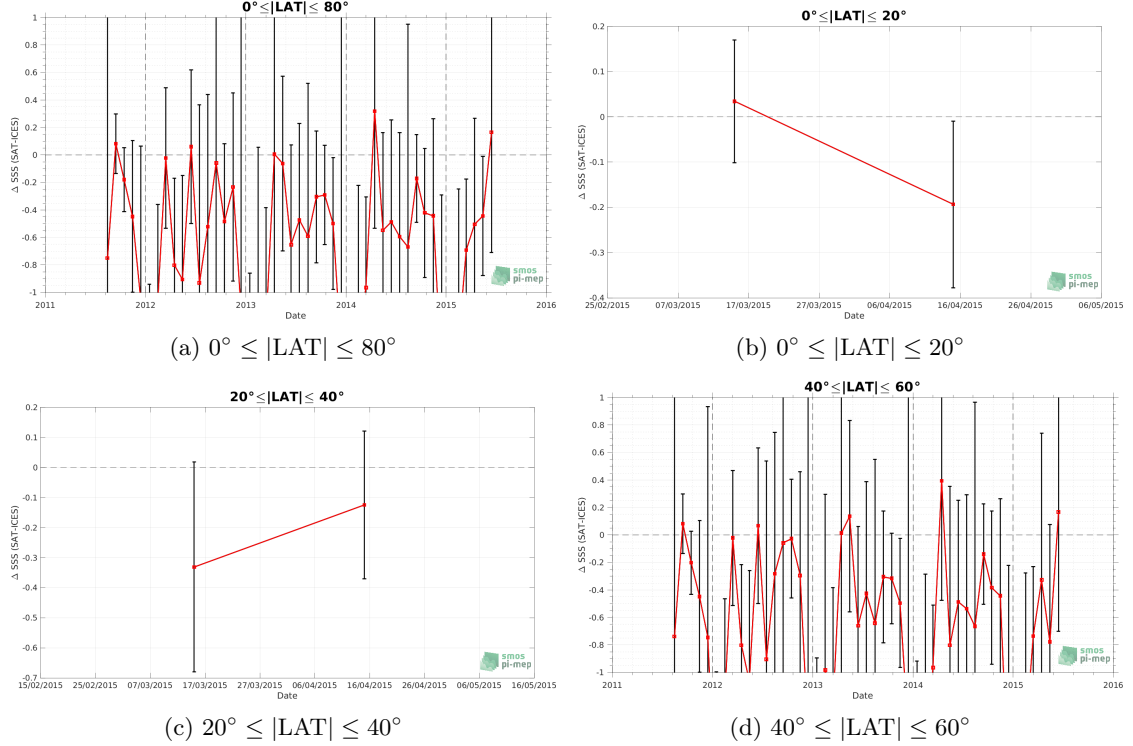 0°≤|LAT|≤ 80°
1
0.8
0.6
0.4
0.2
0
-0.2
-0.4
-0.6
-0.8
-1
Δ SSS (SAT-ICES)
2011 2012 2013 2014 2015 2016
Date
smos
pi-mep
(a) 0° ≤ |LAT| ≤ 80°
0°≤|LAT|≤ 20°
0.2
0.1
0
-0.1
-0.2
-0.3
-0.4
Δ SSS (SAT-ICES)
25/02/2015 07/03/2015 17/03/2015 27/03/2015 06/04/2015 16/04/2015 26/04/2015 06/05/2015
Date
smos
pi-mep
(b) 0° ≤ |LAT| ≤ 20°
20°≤|LAT|≤ 40°
0.2
0.1
0
-0.1
-0.2
-0.3
-0.4
-0.5
-0.6
-0.7
Δ SSS (SAT-ICES)
15/02/2015 25/02/2015 07/03/2015 17/03/2015 27/03/2015 06/04/2015 16/04/2015 26/04/2015 06/05/2015 16/05/2015
Date
smos
pi-mep
(c) 20° ≤ |LAT| ≤ 40°
40°≤|LAT|≤ 60°
1
0.8
0.6
0.4
0.2
0
-0.2
-0.4
-0.6
-0.8
-1
Δ SSS (SAT-ICES)
2011 2012 2013 2014 2015 2016
Date
smos
pi-mep
(d) 40° ≤ |LAT| ≤ 60°